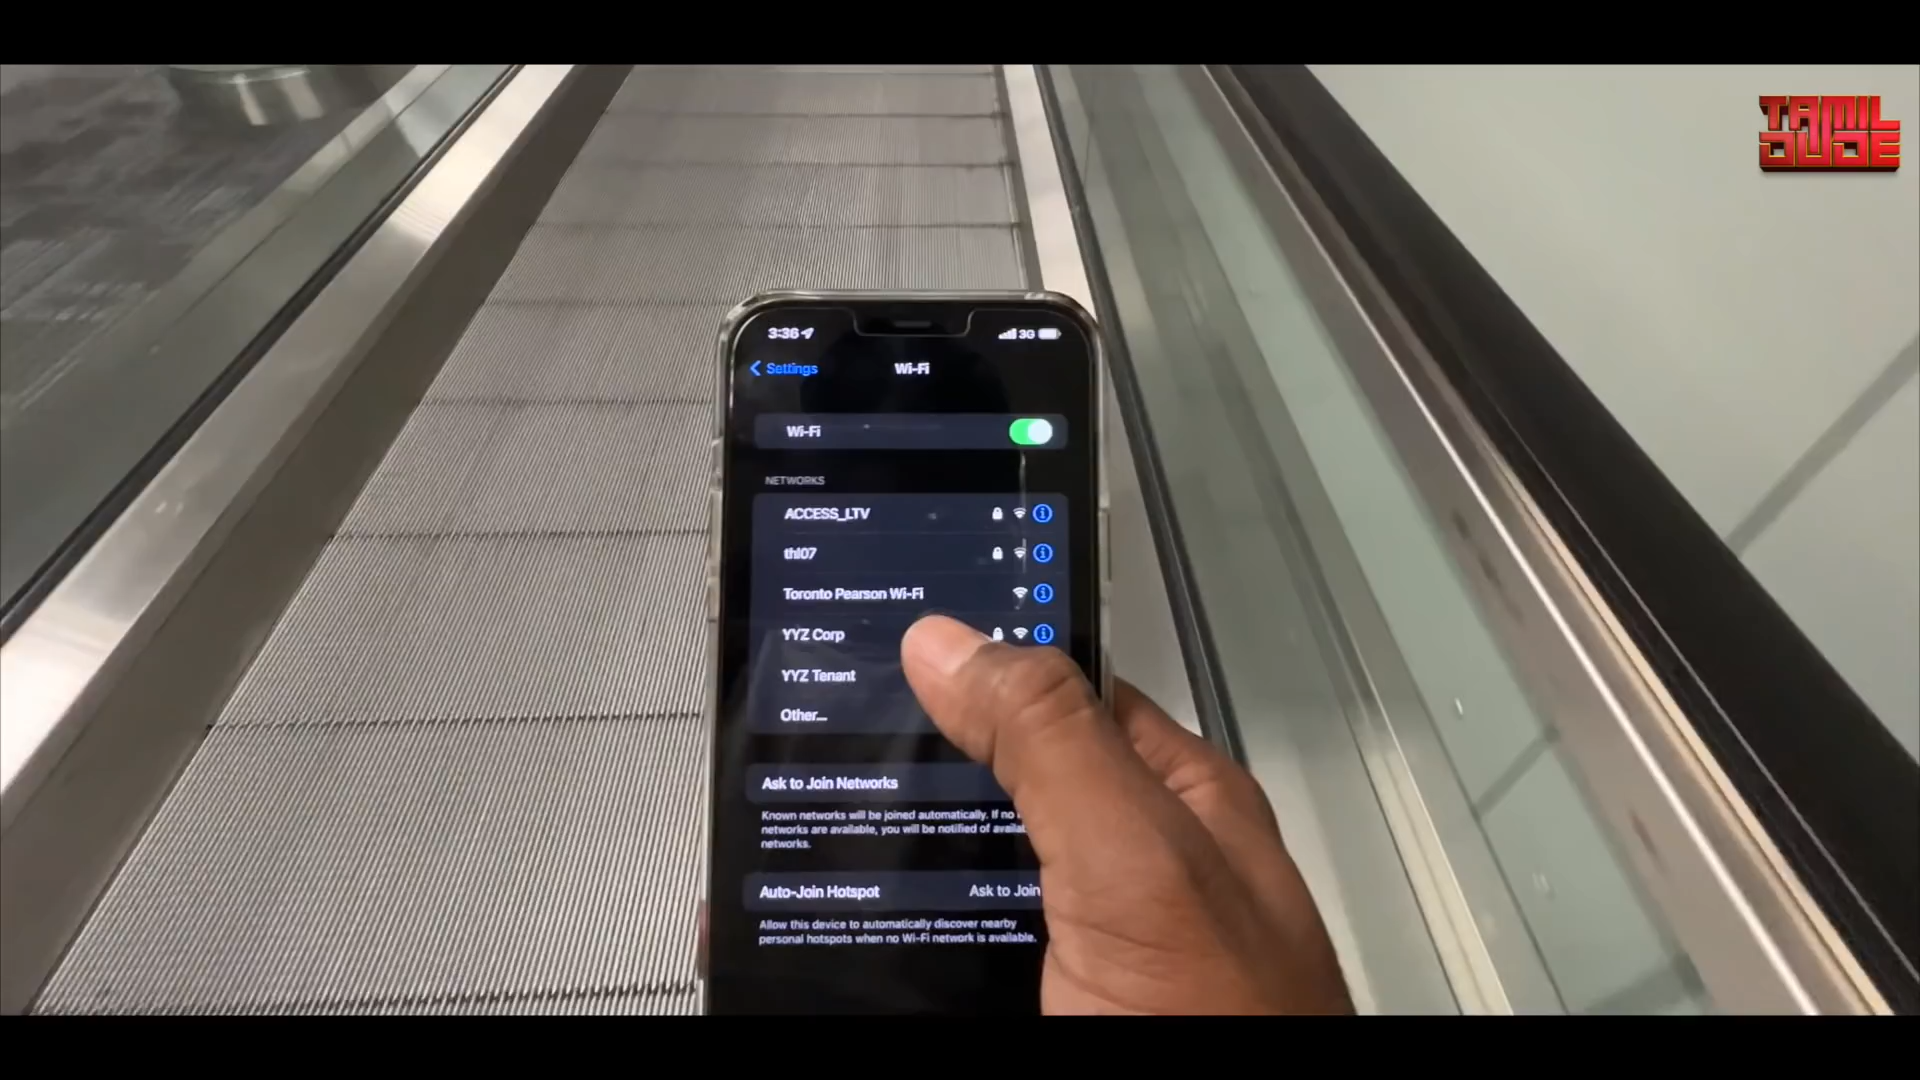 TAMIL
DUDE
3:36
3G
Settings
Wi-Fi
Wi-Fi
NETWORKS
ACCESS_LTV
thl07
Toronto Pearson Wi-Fi
YYZ Corp
YYZ Tenant
Other...
Ask to Join Networks
Known networks will be joined automatically. If no
networks are available, you will be notified of
networks.
Auto-Join Hotspot
Ask to Join
Allow this device to automatically discover nearby
personal hotspots when no Wi-Fi network is available.